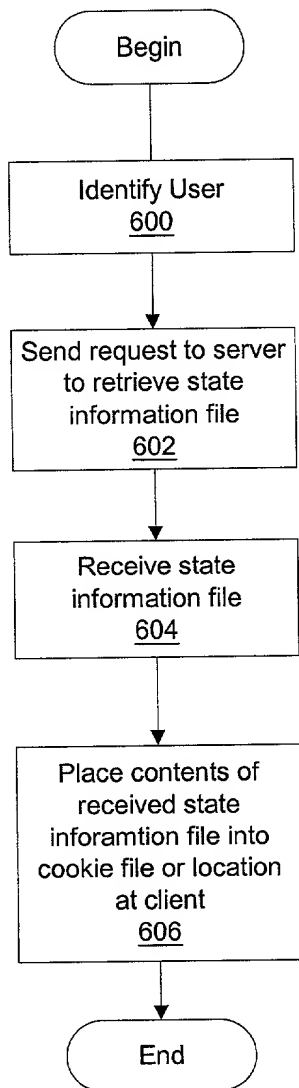 Begin
Identify User
600
Send request to server
to retrieve state
information file
602
Receive state
information file
604
Place contents of
received state
inforamtion file into
cookie file or location
at client
606
End